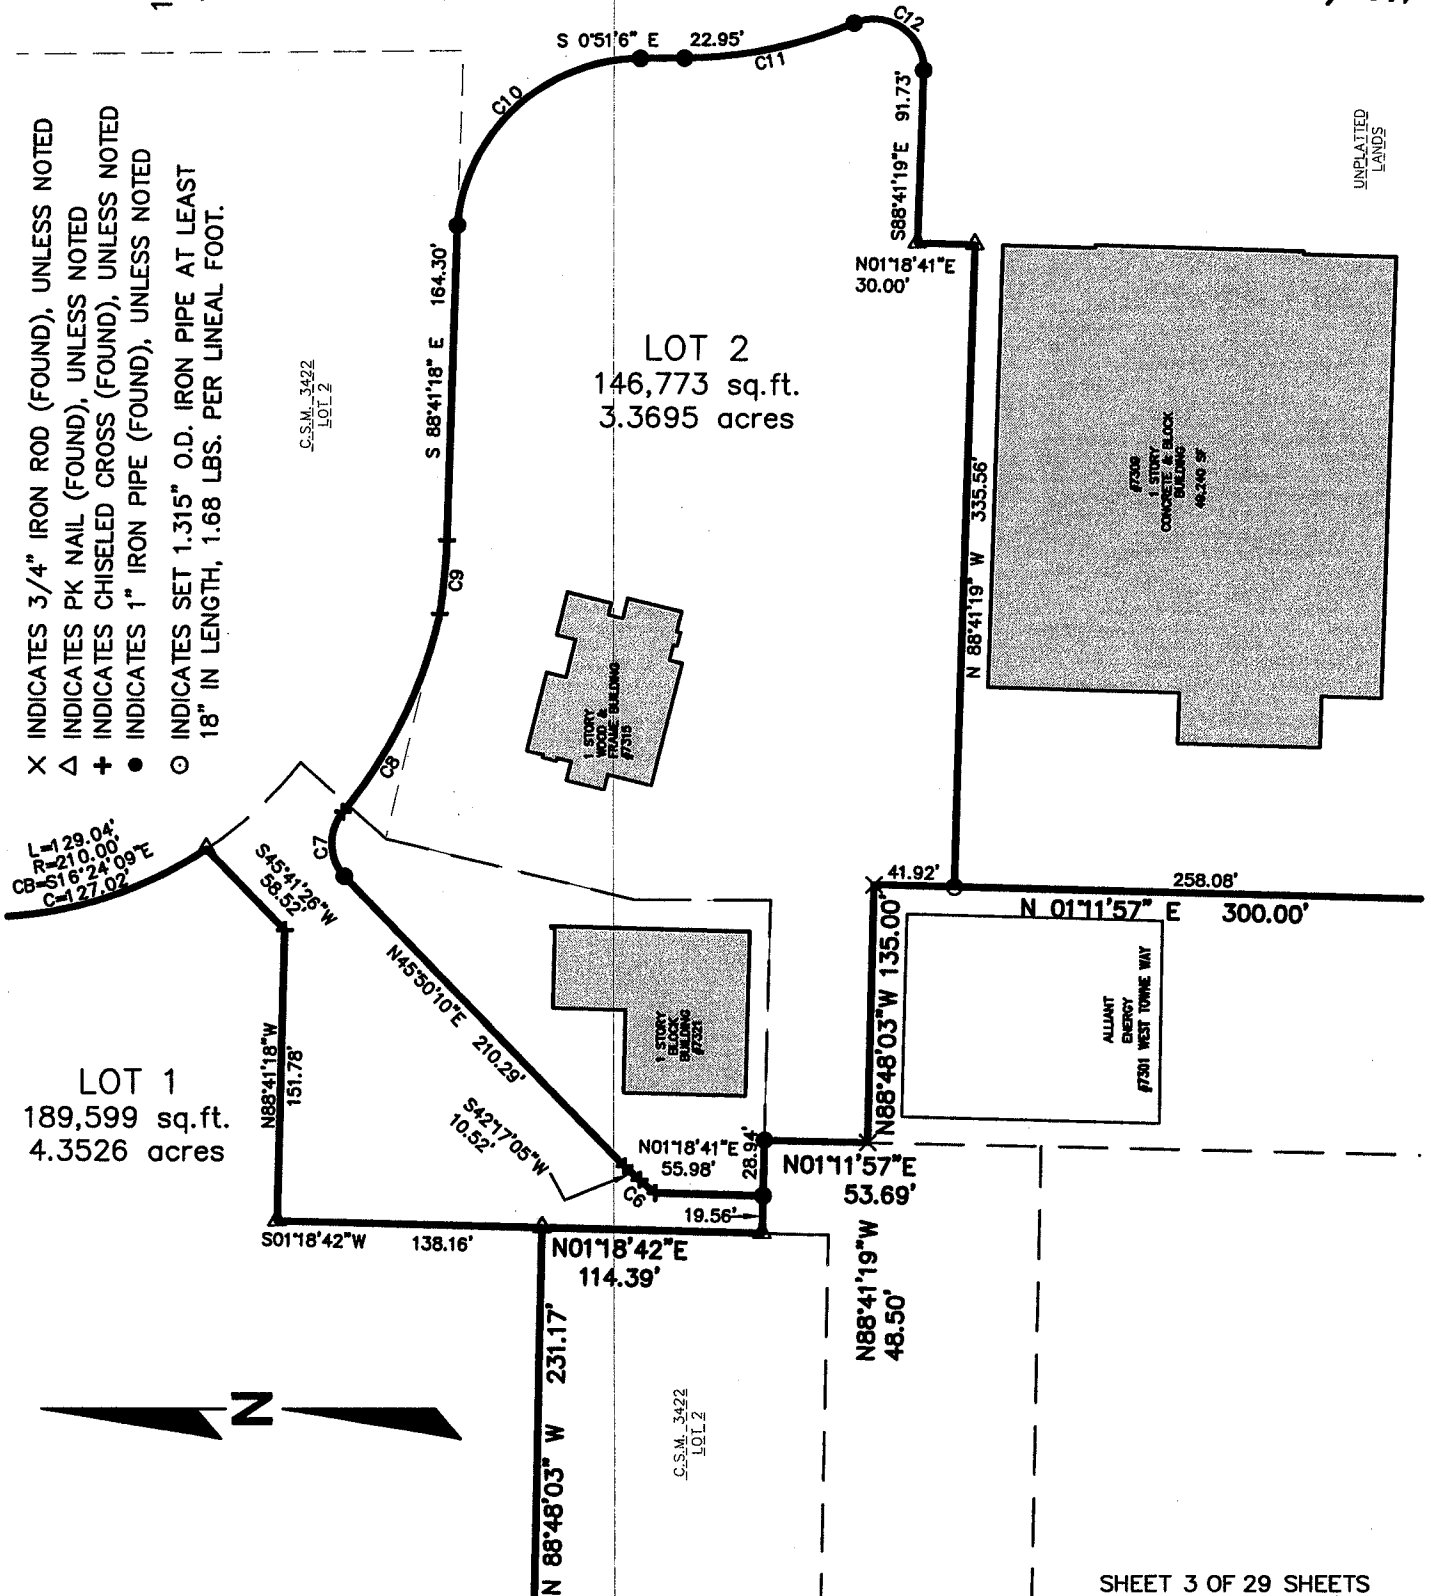 S 0°51'6" E 22.95'
C12
C11
C10
91.73'
S88°41'19"E
UNPLATTED
LANDS
X INDICATES 3/4" IRON ROD (FOUND), UNLESS NOTED
△ INDICATES PK NAIL (FOUND), UNLESS NOTED
+ INDICATES CHISELED CROSS (FOUND), UNLESS NOTED
● INDICATES 1" IRON PIPE (FOUND), UNLESS NOTED
⊙ INDICATES SET 1.315" O.D. IRON PIPE AT LEAST
18" IN LENGTH, 1.68 LBS. PER LINEAL FOOT.
N01°18'41"E
30.00'
S 88°41'18" E 164.30'
C.S.M. 3422
LOT 2
LOT 2
146,773 sq.ft.
3.3695 acres
#7309
1 STORY
CONCRETE & BLOCK
BUILDING
49,240 SF
N 88°41'19" W 335.56'
C9
1 STORY
WOOD &
FRAME BUILDING
#7315
C8
C7
L=129.04'
R=210.00'
CB=S16°24'09"E
C=127.02'
S45°41'26"W
58.52'
41.92'
258.08'
N 01°11'57" E 300.00'
N88°48'03"W 135.00'
N45°50'10"E 210.29'
1 STORY
BLOCK
BUILDING
#7321
ALLIANT
ENERGY
#7301 WEST TOWNE WAY
N88°41'18"W
151.78'
LOT 1
189,599 sq.ft.
4.3526 acres
S42°17'05"W
10.52'
N01°18'41"E
55.98'
28.94'
N01°11'57"E
53.69'
C6
19.56'
S01°18'42"W 138.16'
N01°18'42"E
114.39'
N88°41'19"W
48.50'
N 88°48'03" W 231.17'
N
C.S.M. 3422
LOT 2
SHEET 3 OF 29 SHEETS